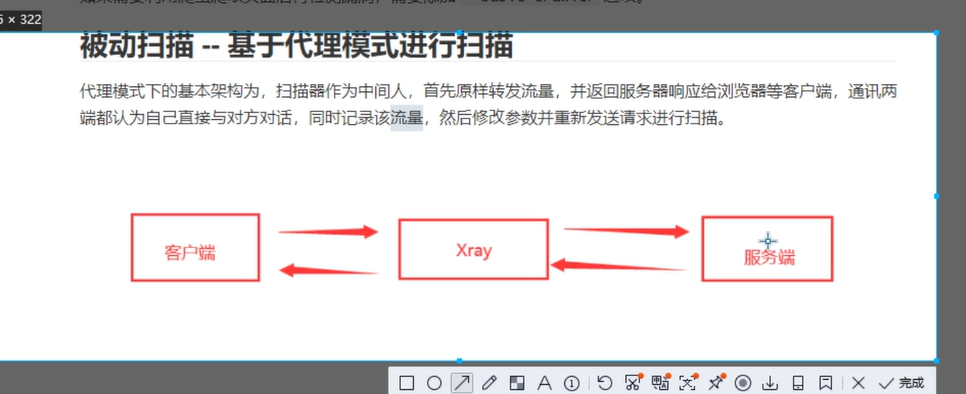 × 322
被动扫描 -- 基于代理模式进行扫描
代理模式下的基本架构为，扫描器作为中间人，首先原样转发流量，并返回服务器响应给浏览器等客户端，通讯两
端都认为自己直接与对方对话，同时记录该流量，然后修改参数并重新发送请求进行扫描。
客户端
Xray
服务端
完成